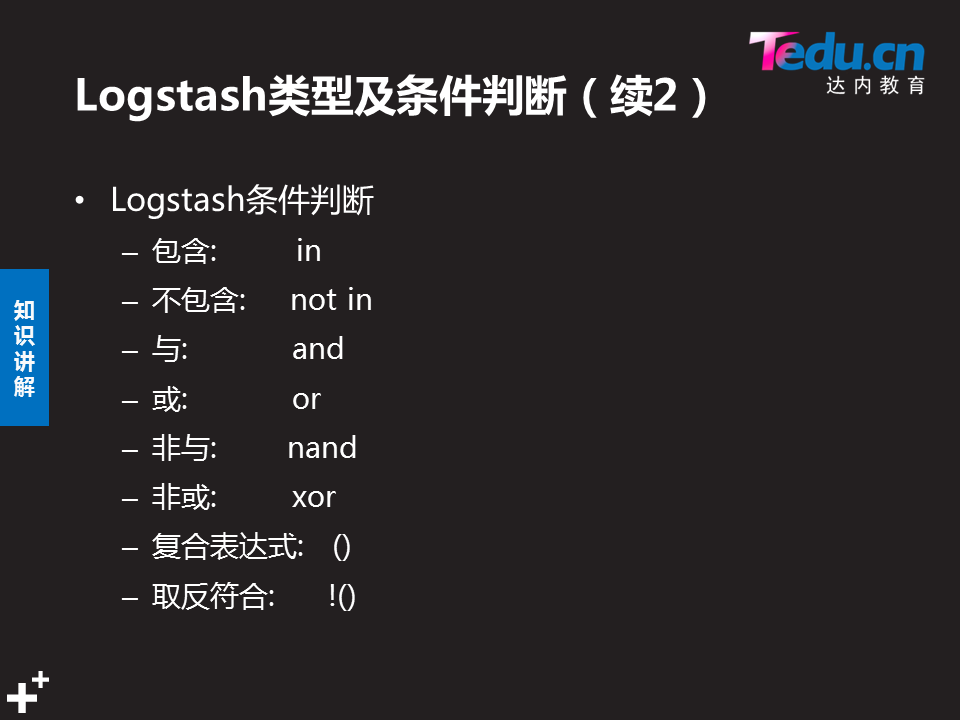 Tedu.cn
达内教育
Logstash类型及条件判断（续2）
• Logstash条件判断
– 包含: in
– 不包含: not in
– 与: and
– 或: or
– 非与: nand
– 非或: xor
– 复合表达式: ()
– 取反符合: !()
知识讲解